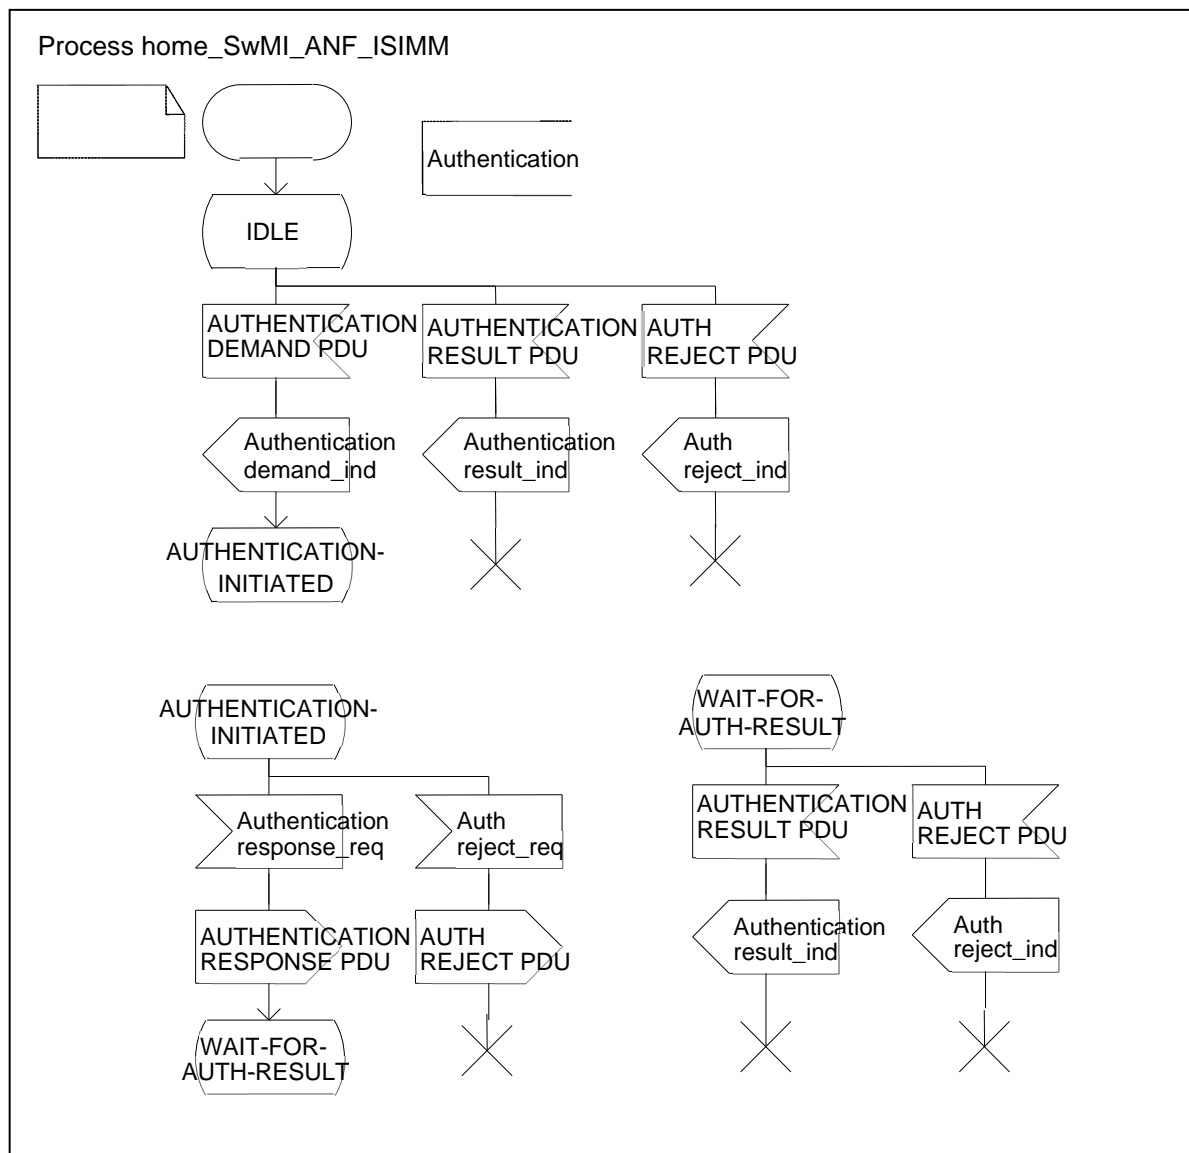 Process home_SwMI_ANF_ISIMM
Authentication
IDLE
AUTHENTICATION
DEMAND PDU
AUTHENTICATION
RESULT PDU
AUTH
REJECT PDU
Authentication
demand_ind
Authentication
result_ind
Auth
reject_ind
AUTHENTICATION-
INITIATED
AUTHENTICATION-
INITIATED
WAIT-FOR-
AUTH-RESULT
Authentication
response_req
Auth
reject_req
AUTHENTICATION
RESULT PDU
AUTH
REJECT PDU
AUTHENTICATION
RESPONSE PDU
AUTH
REJECT PDU
Authentication
result_ind
Auth
reject_ind
WAIT-FOR-
AUTH-RESULT